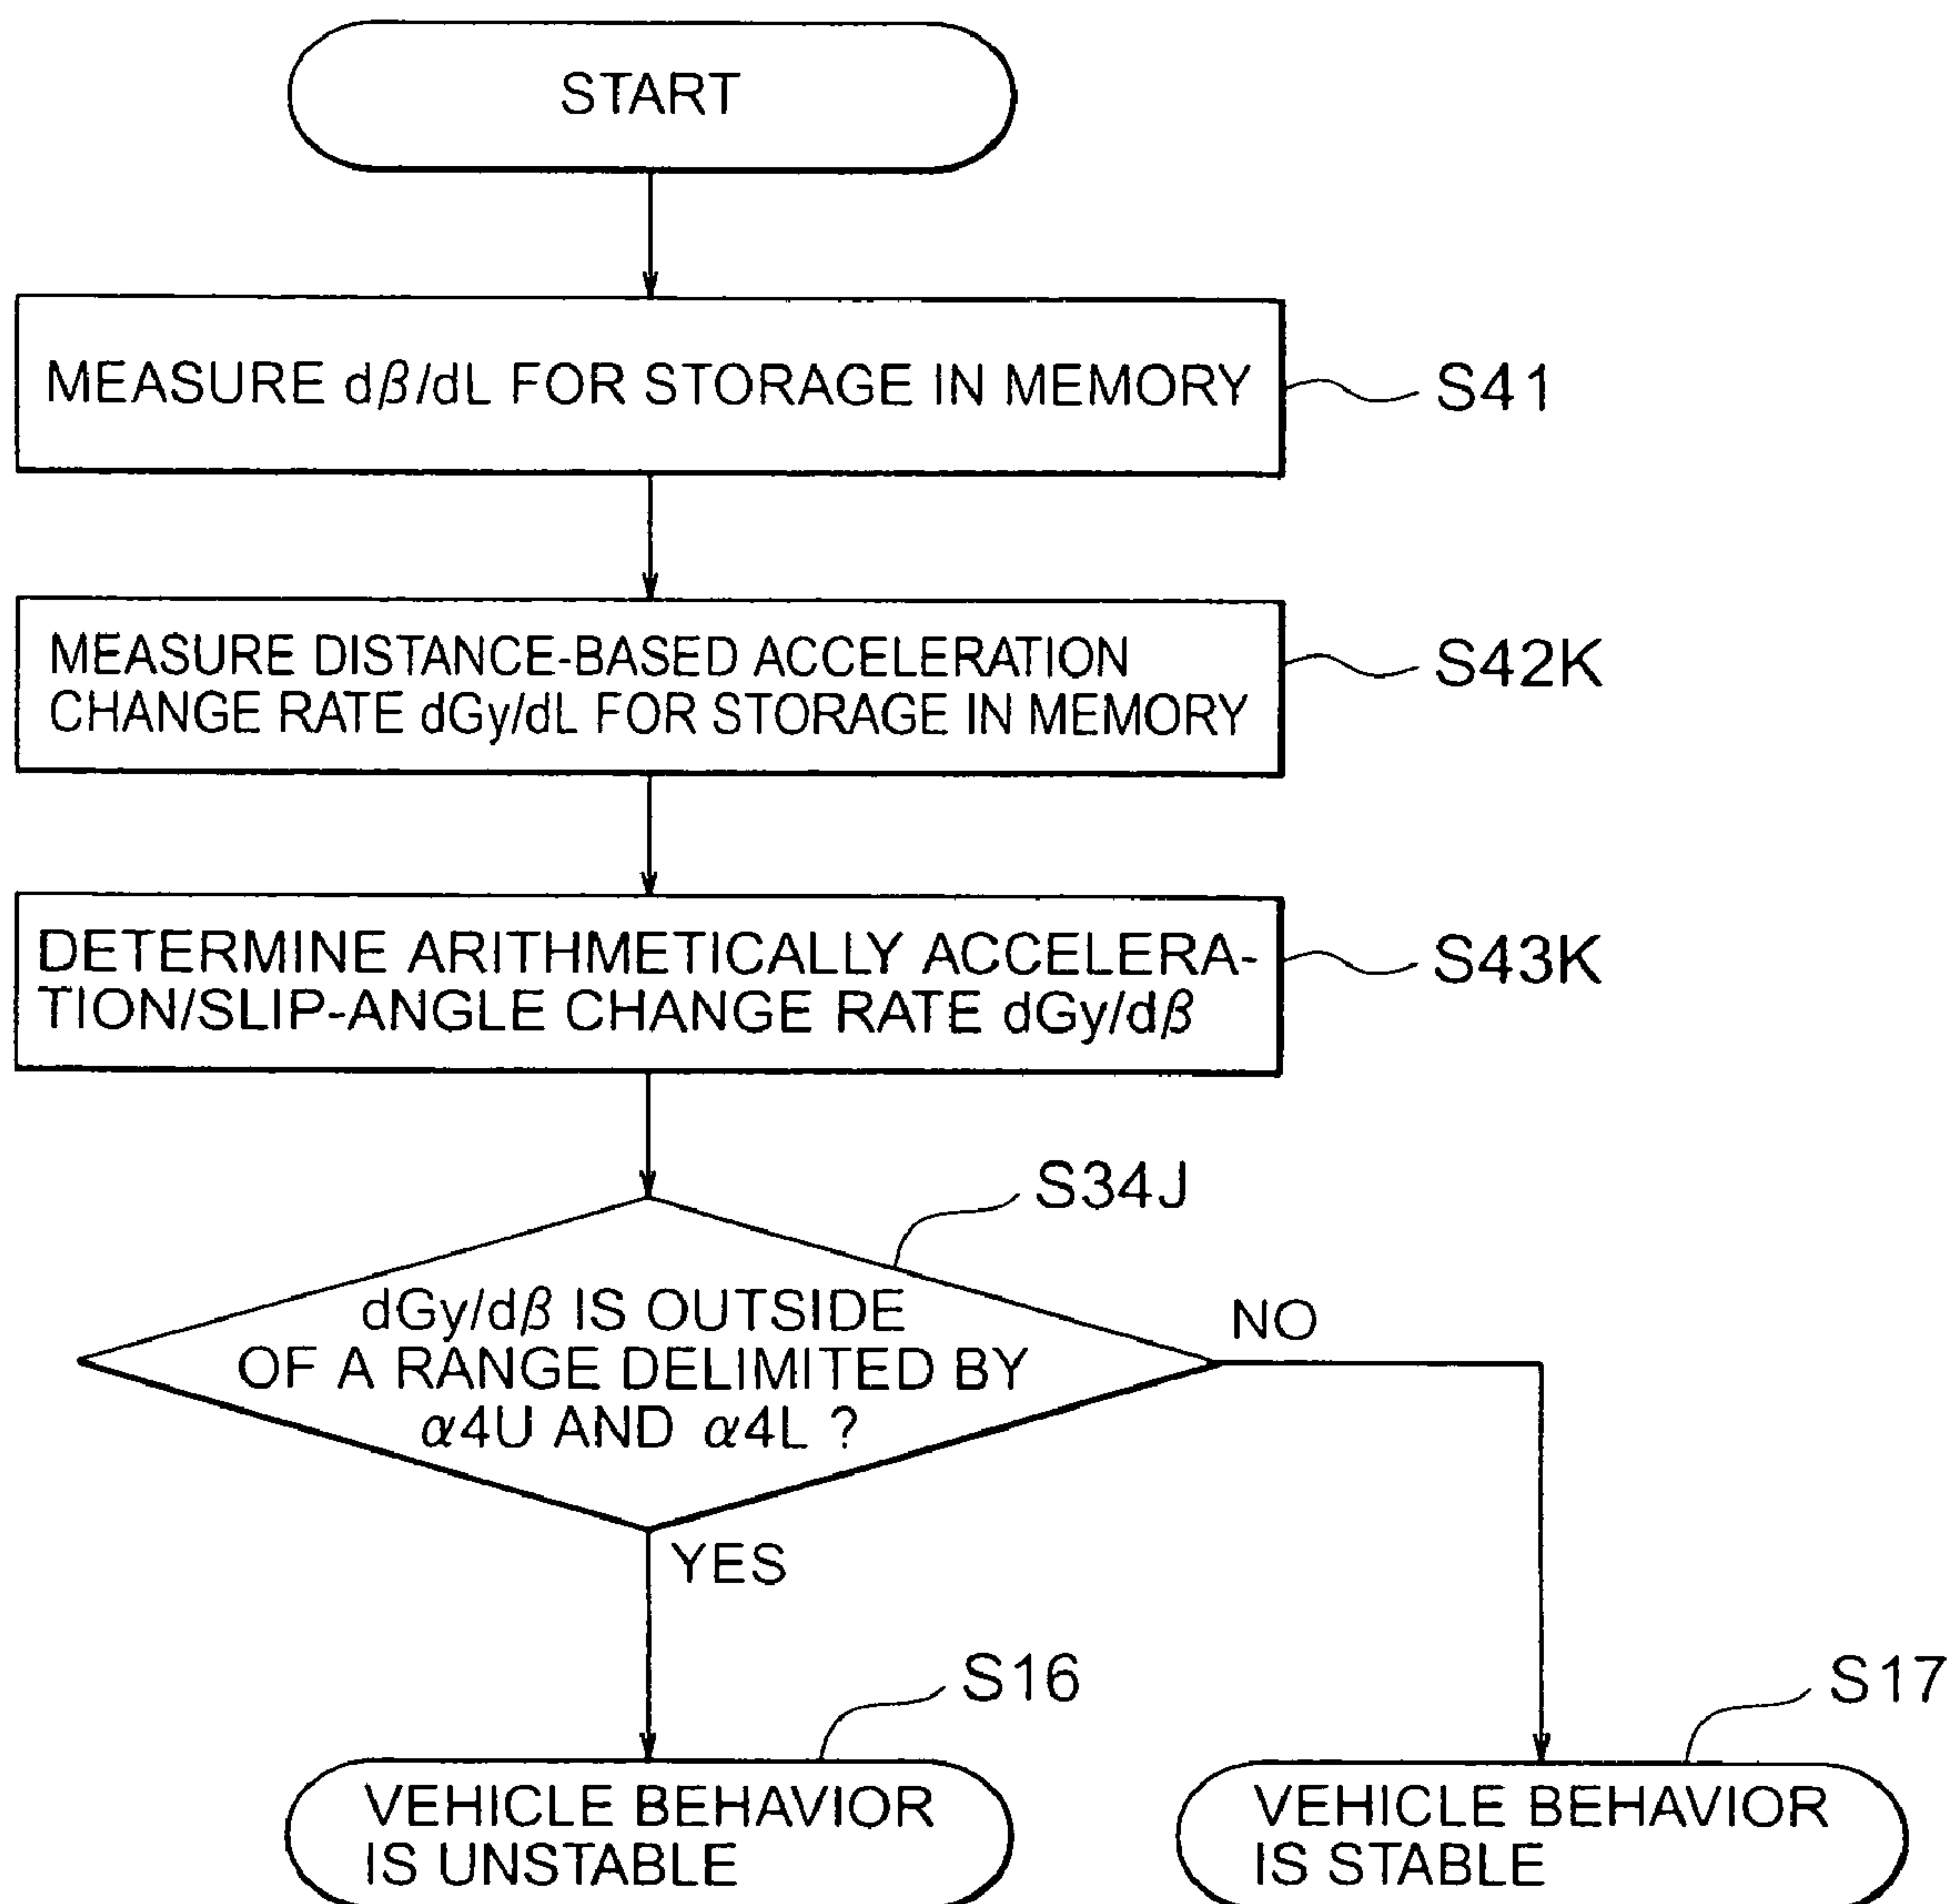 START
MEASURE dβ/dL FOR STORAGE IN MEMORY
S41
MEASURE DISTANCE-BASED ACCELERATION
CHANGE RATE dGy/dL FOR STORAGE IN MEMORY
S42K
DETERMINE ARITHMETICALLY ACCELERA-
TION/SLIP-ANGLE CHANGE RATE dGy/dβ
S43K
S34J
dGy/dβ IS OUTSIDE
OF A RANGE DELIMITED BY
α4U AND α4L ?
NO
YES
S16
VEHICLE BEHAVIOR
IS UNSTABLE
S17
VEHICLE BEHAVIOR
IS STABLE